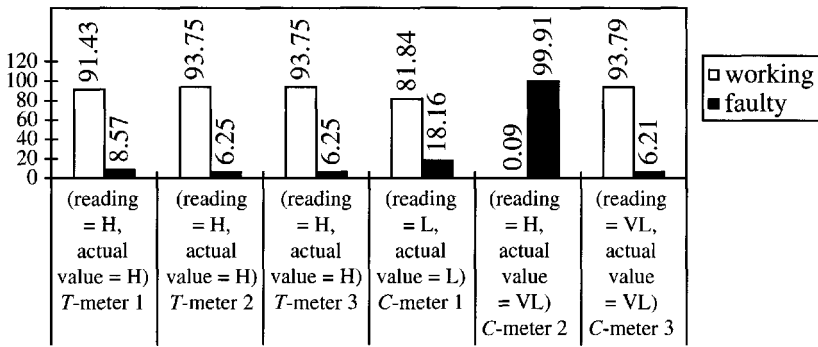 120
100
80
60
40
20
0
91.43
8.57
93.75
6.25
93.75
6.25
81.84
18.16
0.09
99.91
93.79
6.21
working
faulty
(reading
= H,
actual
value = H)
T-meter 1
(reading
= H,
actual
value = H)
T-meter 2
(reading
= H,
actual
value = H)
T-meter 3
(reading
= L,
actual
value = L)
C-meter 1
(reading
= H,
actual
value
= VL)
C-meter 2
(reading
= VL,
actual
value
= VL)
C-meter 3